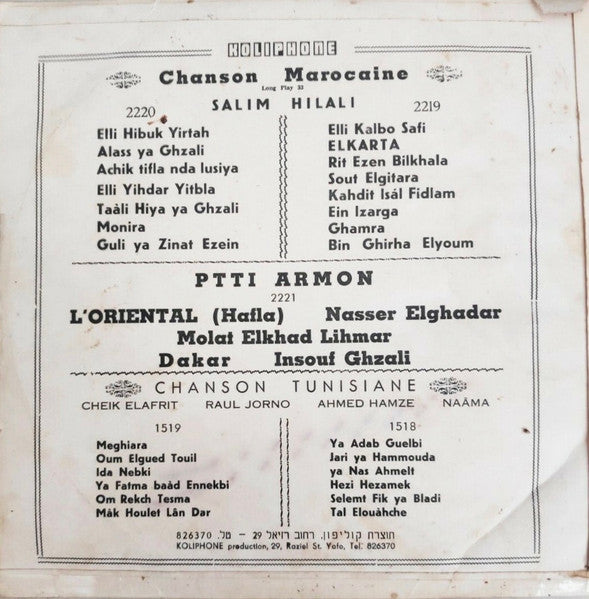 KOLIPHONE
Chanson Marocaine
Long Play 33
SALIM HILALI
2220
Elli Hibuk Yirtah
Alass ya Ghzali
Achik tifla nda lusiya
Elli Yihdar Yitbla
Taàli Hiya ya Ghzali
Monira
Guli ya Zinat Ezein
2219
Elli Kalbo Safi
ELKARTA
Rit Ezen Bilkhala
Sout Elgitara
Kahdit Isál Fidlam
Ein Izarga
Ghamra
Bin Ghirha Elyoum
PTTI ARMON
2221
L'ORIENTAL (Hafla) Nasser Elghadar
Molat Elkhad Lihmar
Dakar Insouf Ghzali
CHANSON TUNISIANE
CHEIK ELAFRIT RAUL JORNO AHMED HAMZE NAÂMA
1519
Meghiara
Oum Elgued Touil
Ida Nebki
Ya Fatma baàd Ennekbi
Om Rekch Tesma
Mâk Houlet Lân Dar
1518
Ya Adab Guelbi
Jari ya Hammouda
ya Nas Ahmelt
Hezi Hezamek
Selemt Fik ya Bladi
Tal Elouàhche
תוצרת קוליפון. רחוב רזיאל 29 – טל. 826370
KOLIPHONE production, 29, Raziel St. Yafo, Tel: 826370